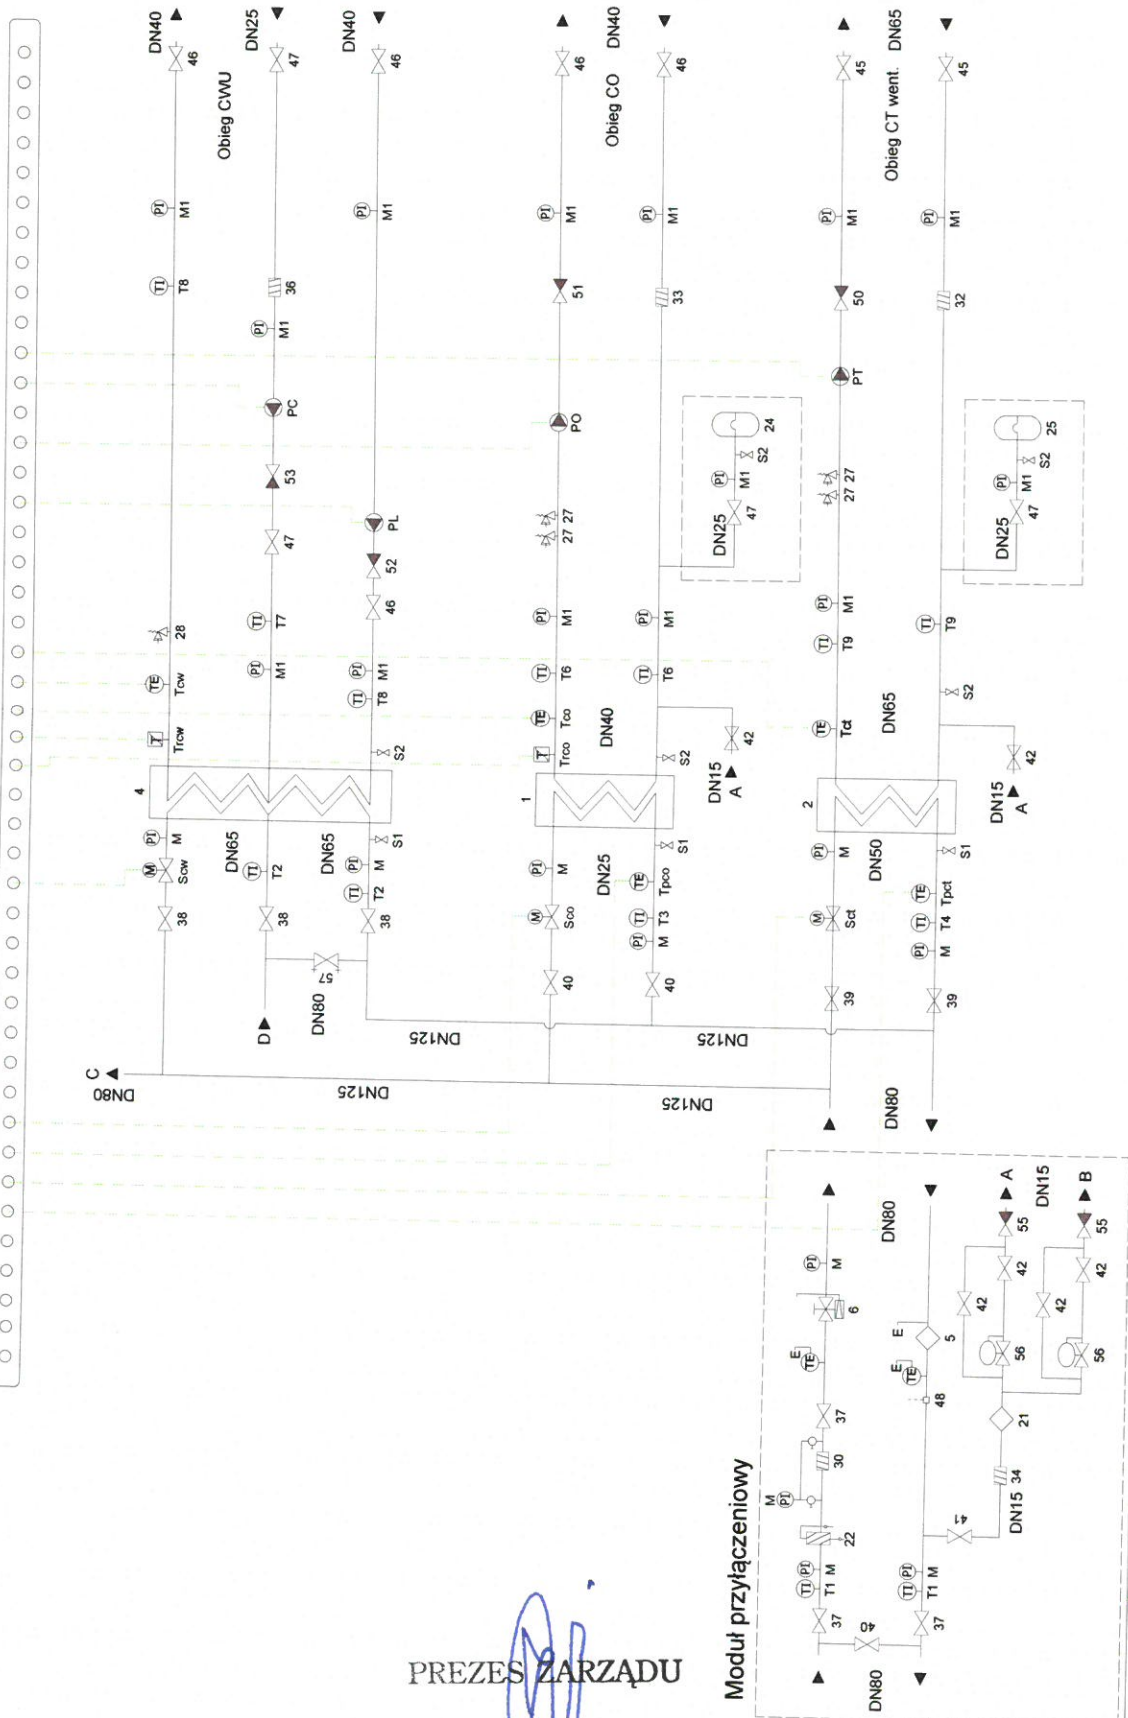 DN40
46
DN25
47
DN40
46
Obieg CWU
PI
M1
TI
T8
36
PI
M1
PI
M1
PC
53
47
PL
52
46
28
TE
Tcw
T
Trcw
TI
T7
PI
M1
PI
M1
TI
T8
S2
4
PI
M
M
Scw
38
DN65
TI
T2
38
DN65
S1
PI
M
TI
T2
38
57
DN80
D
C
DN80
DN125
DN125
46
Obieg CO
DN40
46
PI
M1
PI
M1
51
33
PO
27
27
24
S2
PI
M1
47
DN25
PI
M1
PI
M1
TI
T6
TI
T6
TE
Tco
T
Trco
DN40
S2
42
DN15
A
1
PI
M
M
Sco
40
DN25
S1
TE
Tpco
TI
T3
PI
M
40
DN125
DN125
45
Obieg CT went.
DN65
45
PI
M1
PI
M1
50
32
PT
27
27
25
S2
PI
M1
47
DN25
PI
M1
TI
T9
TI
T9
TE
Tct
DN65
S2
42
DN15
A
2
PI
M
DN50
S1
M
Sct
TE
Tpct
TI
T4
PI
M
39
39
DN80
Moduł przyłączeniowy
DN80
PI
M
6
E
TE
37
30
M
PI
22
PI
M
TI
T1
37
40
DN80
E
5
E
TE
48
PI
M
TI
T1
37
41
DN15
34
21
56
42
42
55
A
DN15
56
42
42
55
B
PREZES ZARZĄDU